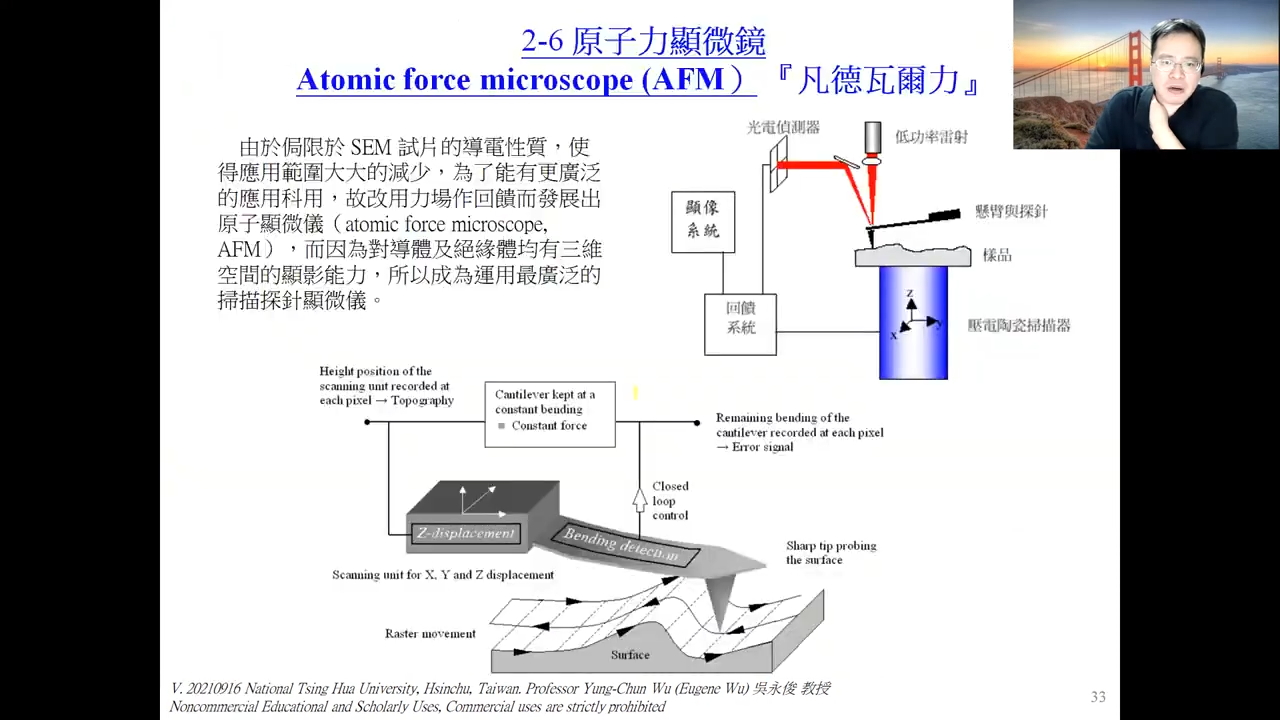 2-6 原子力顯微鏡
Atomic force microscope (AFM）『凡德瓦爾力』
由於侷限於 SEM 試片的導電性質，使
得應用範圍大大的減少，為了能有更廣泛
的應用科用，故改用力場作回饋而發展出
原子顯微儀（atomic force microscope,
AFM），而因為對導體及絕緣體均有三維
空間的顯影能力，所以成為運用最廣泛的
掃描探針顯微儀。
光電偵測器
低功率雷射
顯像
系統
懸臂與探針
樣品
回饋
系統
z
y
x
壓電陶瓷掃描器
Height position of the
scanning unit recorded at
each pixel → Topography
Cantilever kept at a
constant bending
≡ Constant force
Remaining bending of the
cantilever recorded at each pixel
→ Error signal
Closed
loop
control
Z-displacement
Bending detection
Sharp tip probing
the surface
Scanning unit for X, Y and Z displacement
Raster movement
Surface
V. 20210916 National Tsing Hua University, Hsinchu, Taiwan. Professor Yung-Chun Wu (Eugene Wu) 吳永俊 教授
Noncommercial Educational and Scholarly Uses, Commercial uses are strictly prohibited
33